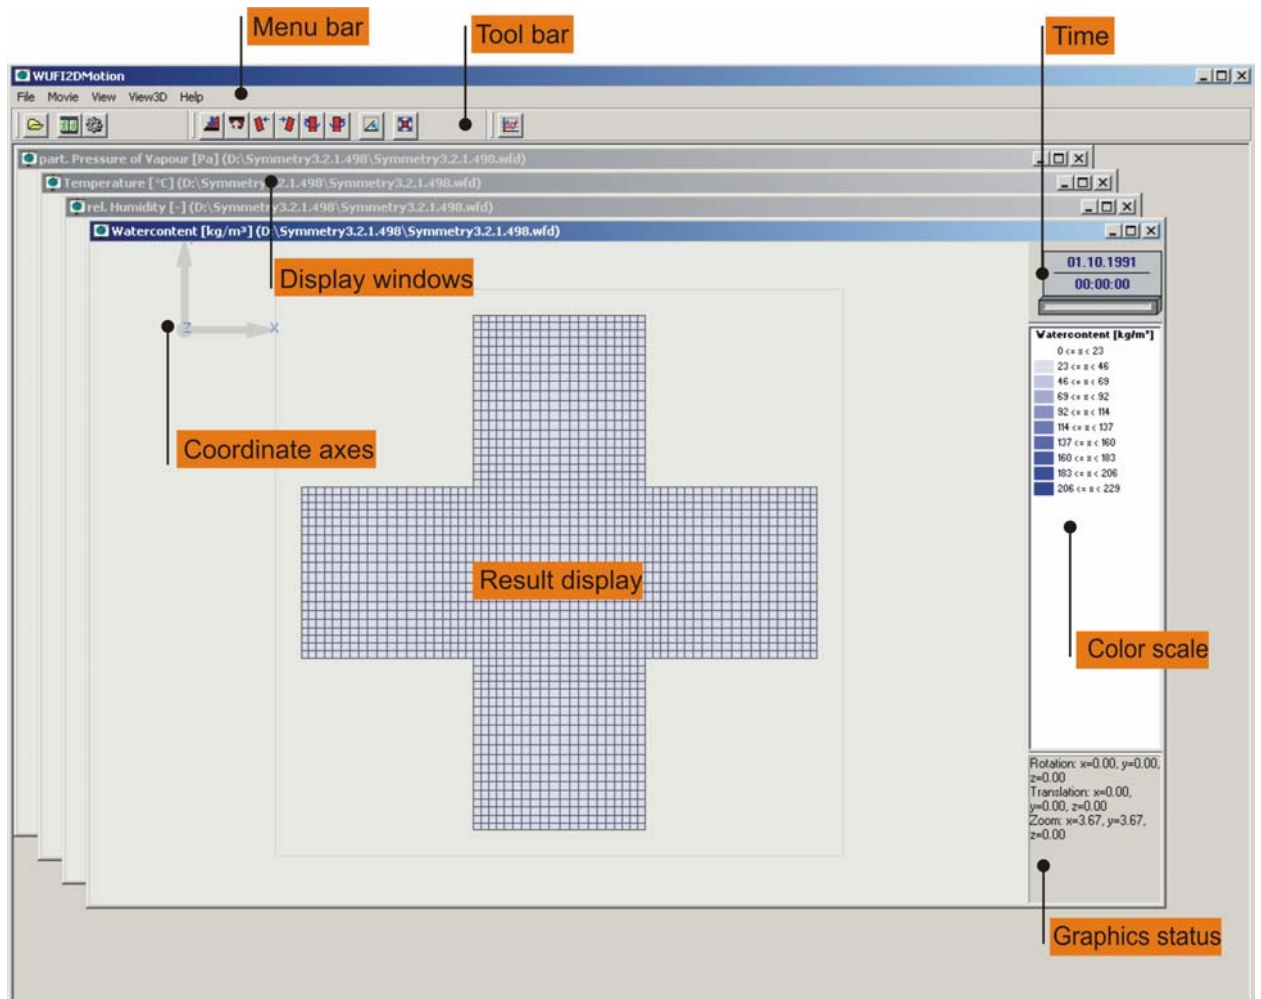 Menu bar
Tool bar
Time
WUFI2DMotion
File Movie View View3D Help
part. Pressure of Vapour [Pa] (D:\Symmetry3.2.1.498\Symmetry3.2.1.498.wfd)
Temperature [°C] (D:\Symmetry3.2.1.498\Symmetry3.2.1.498.wfd)
rel. Humidity [-] (D:\Symmetry3.2.1.498\Symmetry3.2.1.498.wfd)
Watercontent [kg/m³] (D:\Symmetry3.2.1.498\Symmetry3.2.1.498.wfd)
Display windows
01.10.1991
00:00:00
Z
X
Watercontent [kg/m³]
0 <= x < 23
23 <= x < 46
46 <= x < 69
69 <= x < 92
92 <= x < 114
114 <= x < 137
137 <= x < 160
160 <= x < 183
183 <= x < 206
206 <= x < 229
Coordinate axes
Result display
Color scale
Rotation: x=0.00, y=0.00,
z=0.00
Translation: x=0.00,
y=0.00, z=0.00
Zoom: x=3.67, y=3.67,
z=0.00
Graphics status